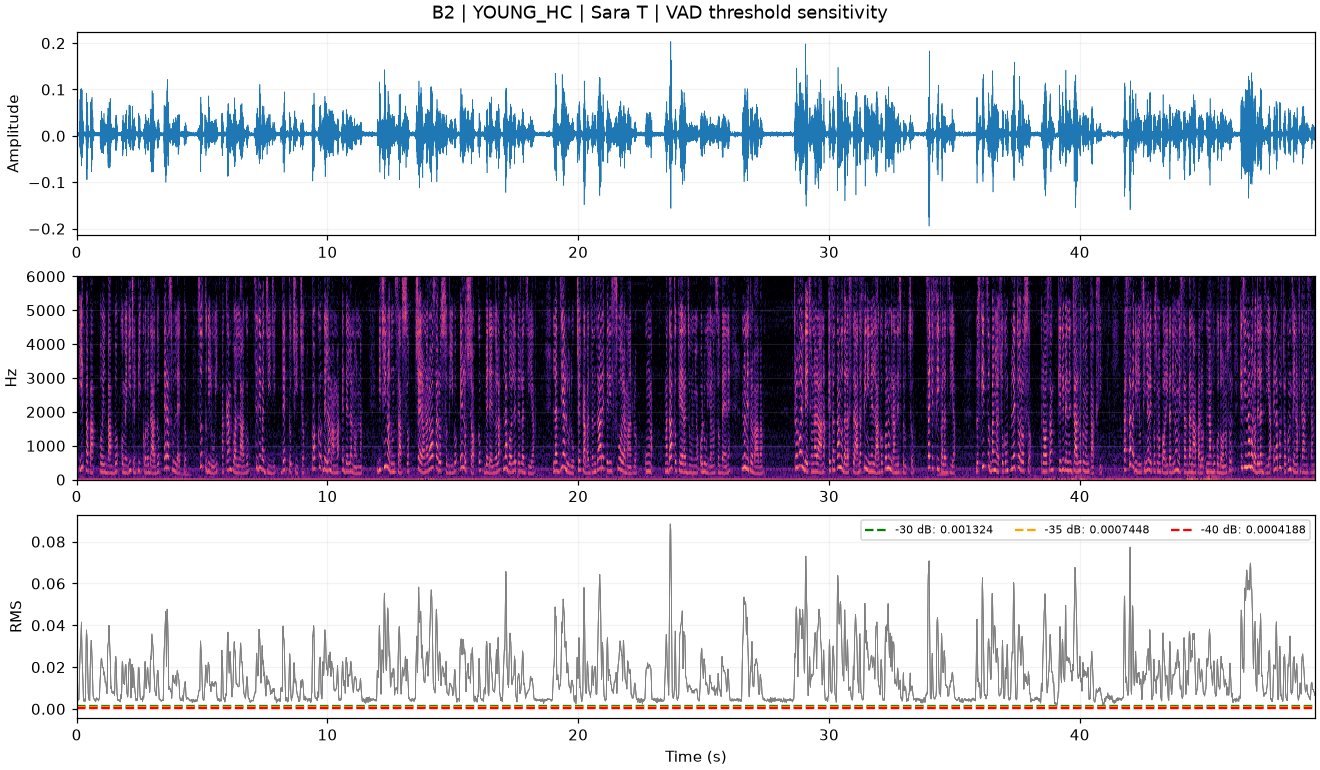 B2 | YOUNG_HC | Sara T | VAD threshold sensitivity
0.2
0.1
0.0
−0.1
−0.2
Amplitude
0 10 20 30 40
6000
5000
4000
3000
2000
1000
0
Hz
0 10 20 30 40
-30 dB: 0.001324 -35 dB: 0.0007448 -40 dB: 0.0004188
0.08
0.06
0.04
0.02
0.00
RMS
0 10 20 30 40
Time (s)